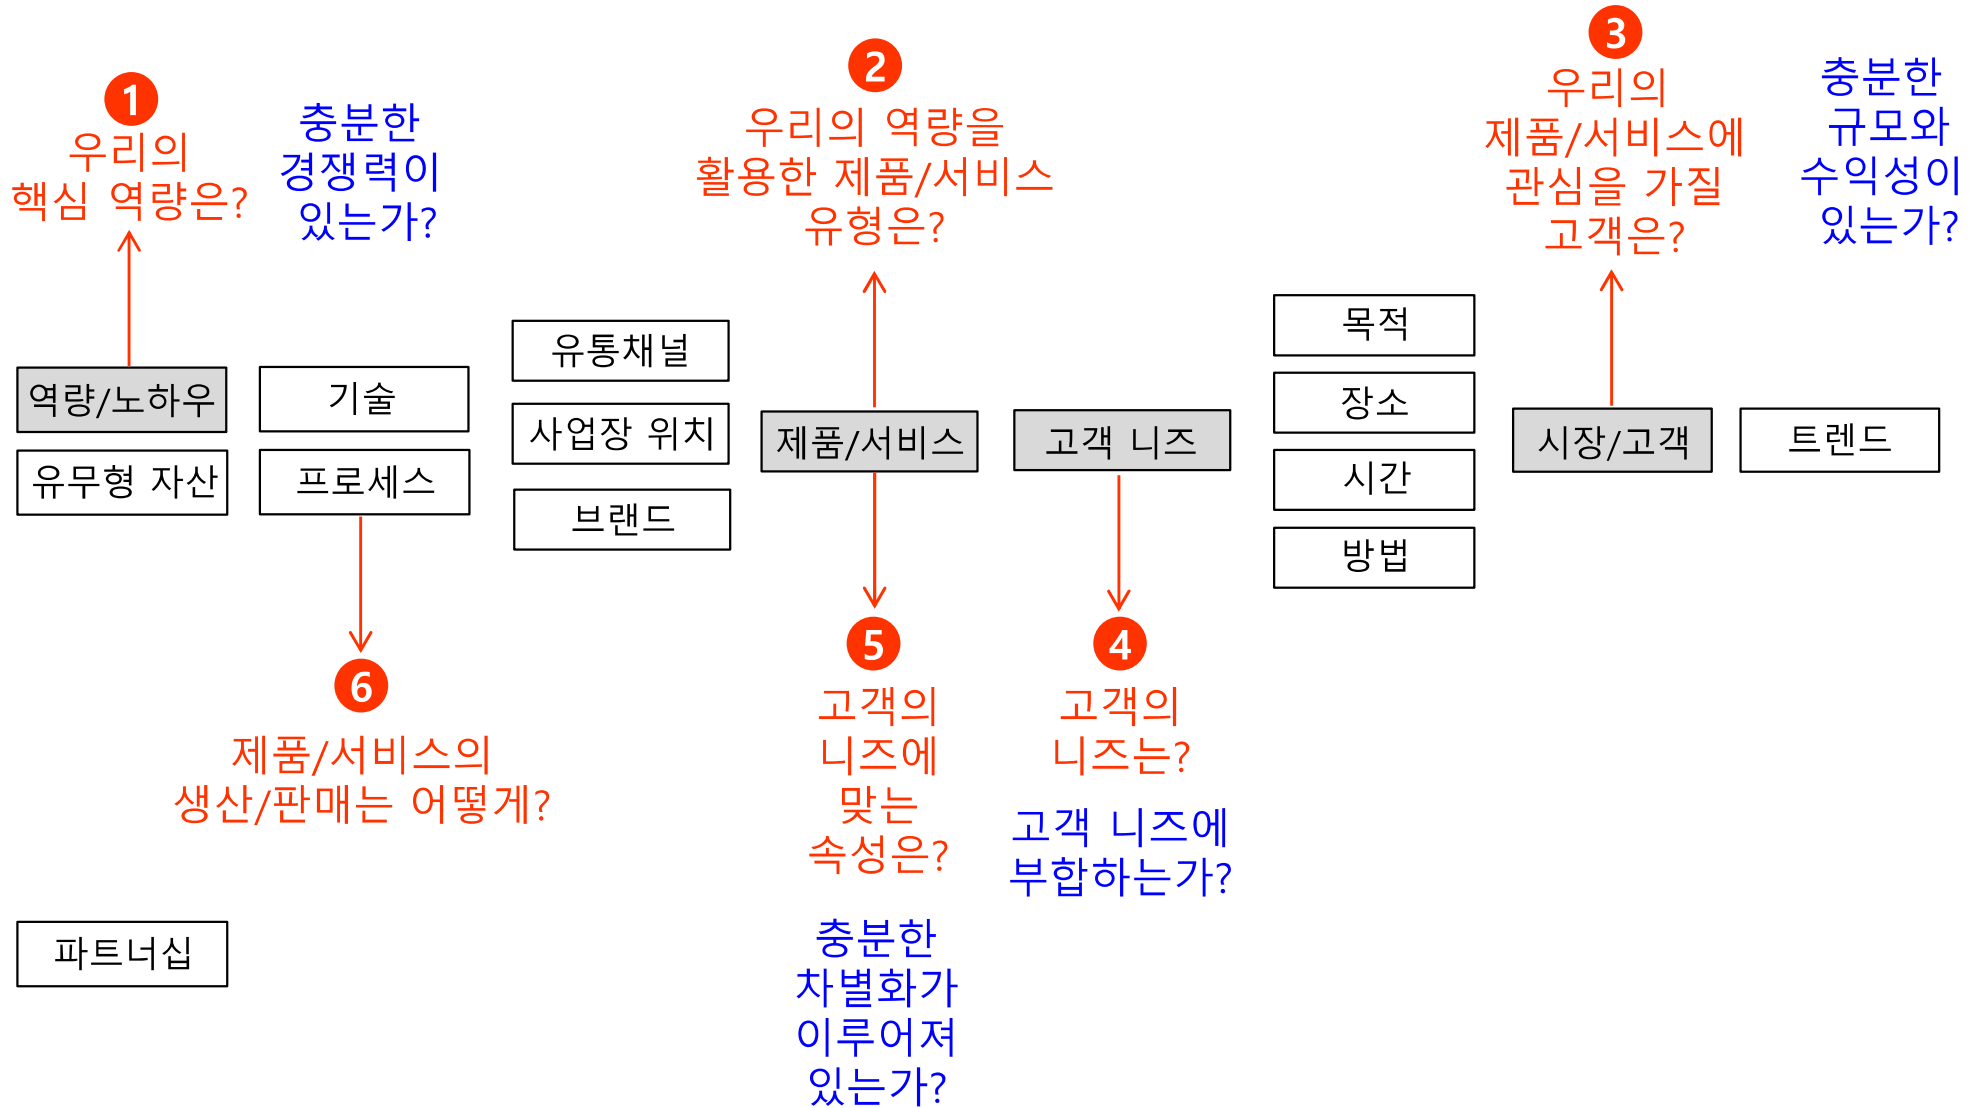 1
우리의
핵심 역량은?
충분한
경쟁력이
있는가?
2
우리의 역량을
활용한 제품/서비스
유형은?
3
우리의
제품/서비스에
관심을 가질
고객은?
충분한
규모와
수익성이
있는가?
역량/노하우
유무형 자산
기술
프로세스
유통채널
사업장 위치
브랜드
제품/서비스
고객 니즈
목적
장소
시간
방법
시장/고객
트렌드
6
제품/서비스의
생산/판매는 어떻게?
5
고객의
니즈에
맞는
속성은?
충분한
차별화가
이루어져
있는가?
4
고객의
니즈는?
고객 니즈에
부합하는가?
파트너십